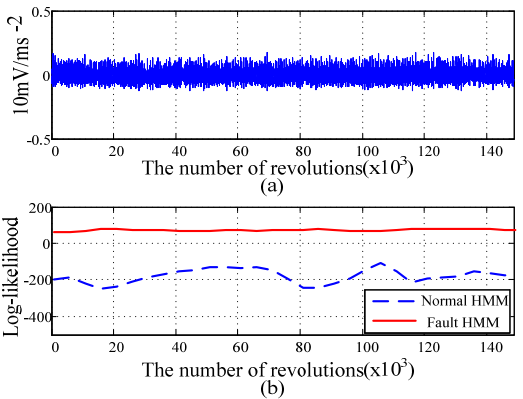 0.5
10mV/ms -2
0
-0.5
0 20 40 60 80 100 120 140
The number of revolutions(x10³)
(a)
200
Log-likelihood
0
-200
-400
Normal HMM
Fault HMM
0 20 40 60 80 100 120 140
The number of revolutions(x10³)
(b)